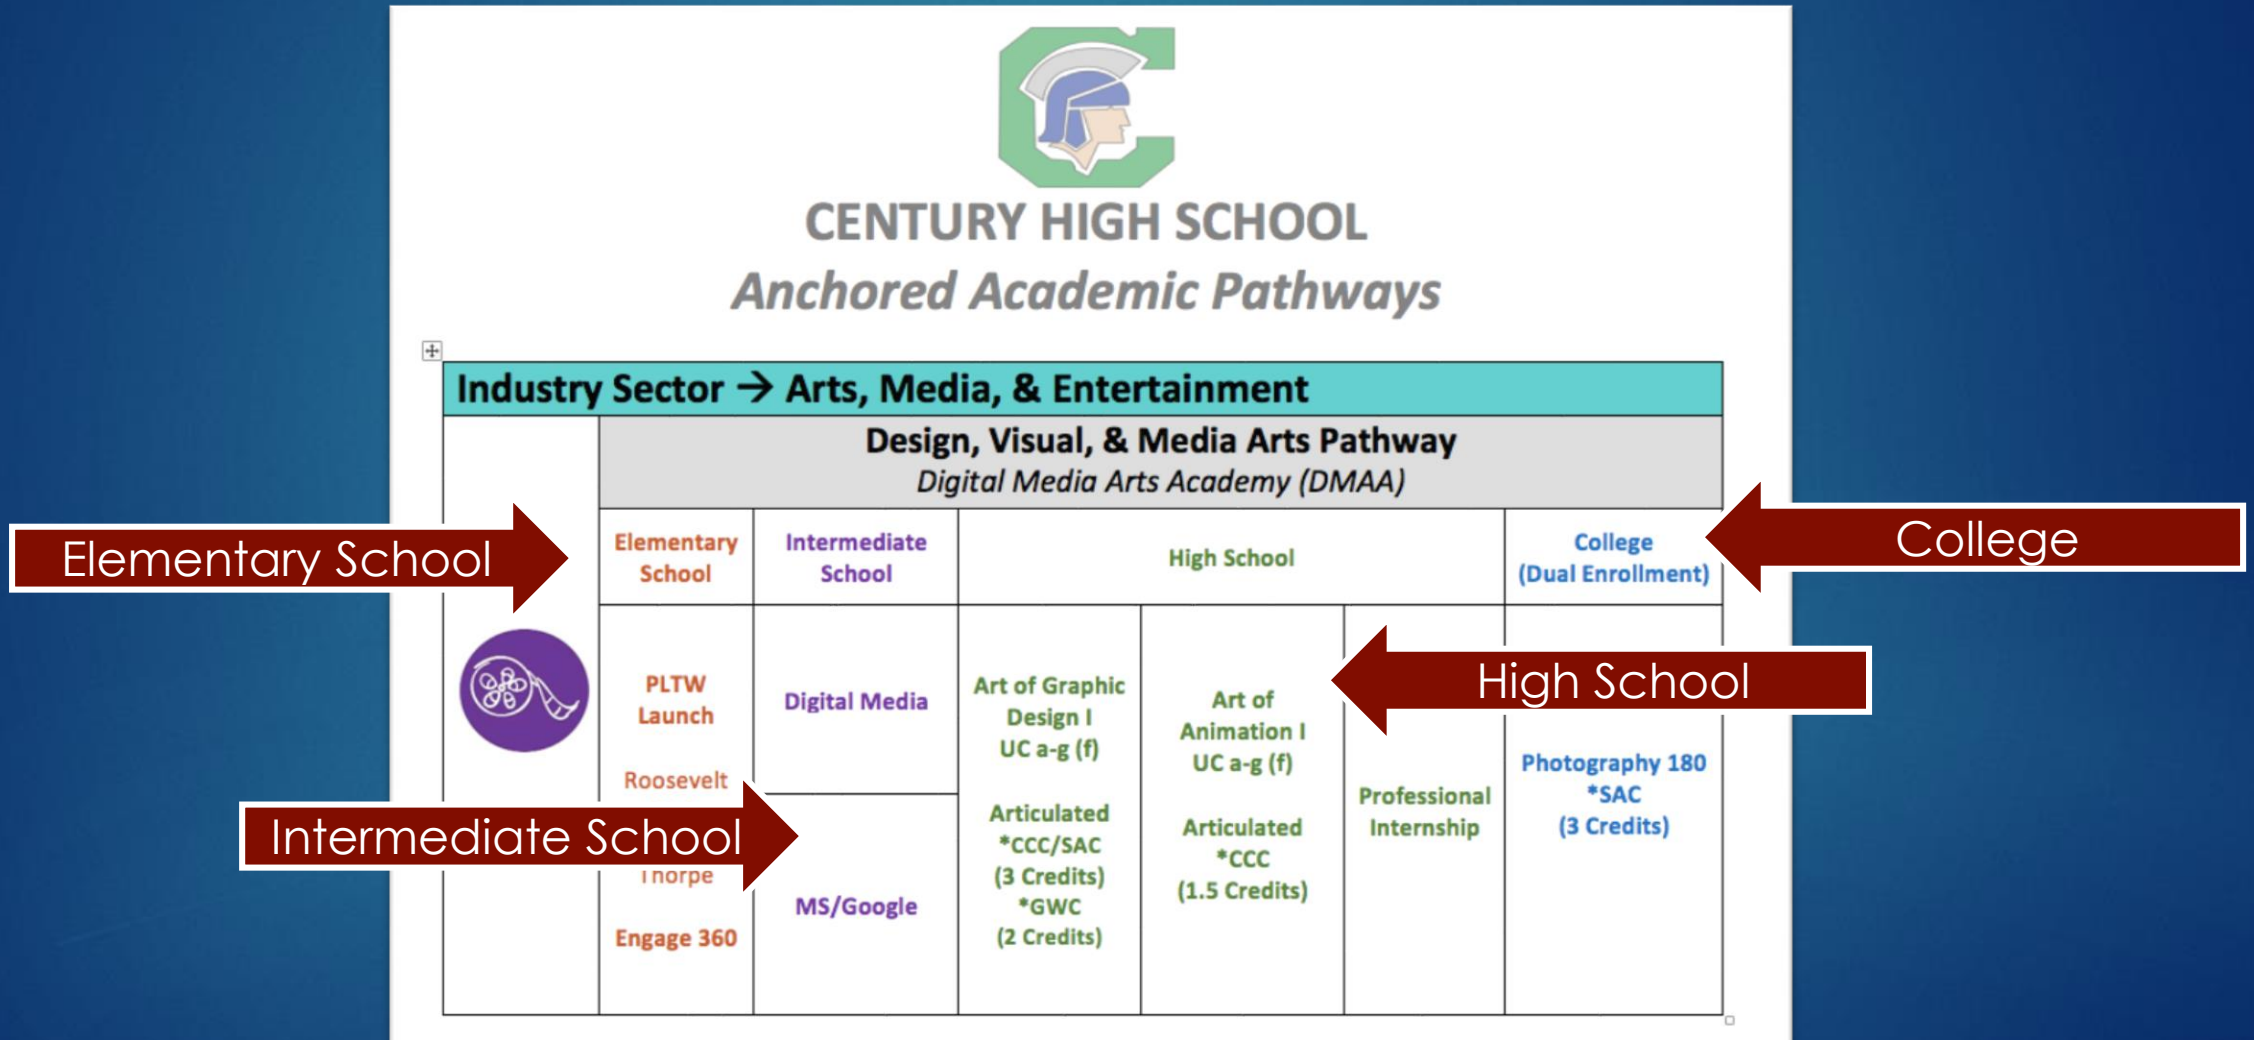 CENTURY HIGH SCHOOL
Anchored Academic Pathways
Industry Sector → Arts, Media, & Entertainment
Design, Visual, & Media Arts Pathway
Digital Media Arts Academy (DMAA)
Elementary School
Elementary
School
Intermediate
School
High School
College
(Dual Enrollment)
College
PLTW
Launch
Roosevelt
Thorpe
Engage 360
Intermediate School
Digital Media
MS/Google
Art of Graphic
Design I
UC a-g (f)
Articulated
*CCC/SAC
(3 Credits)
*GWC
(2 Credits)
Art of
Animation I
UC a-g (f)
Articulated
*CCC
(1.5 Credits)
High School
Professional
Internship
Photography 180
*SAC
(3 Credits)